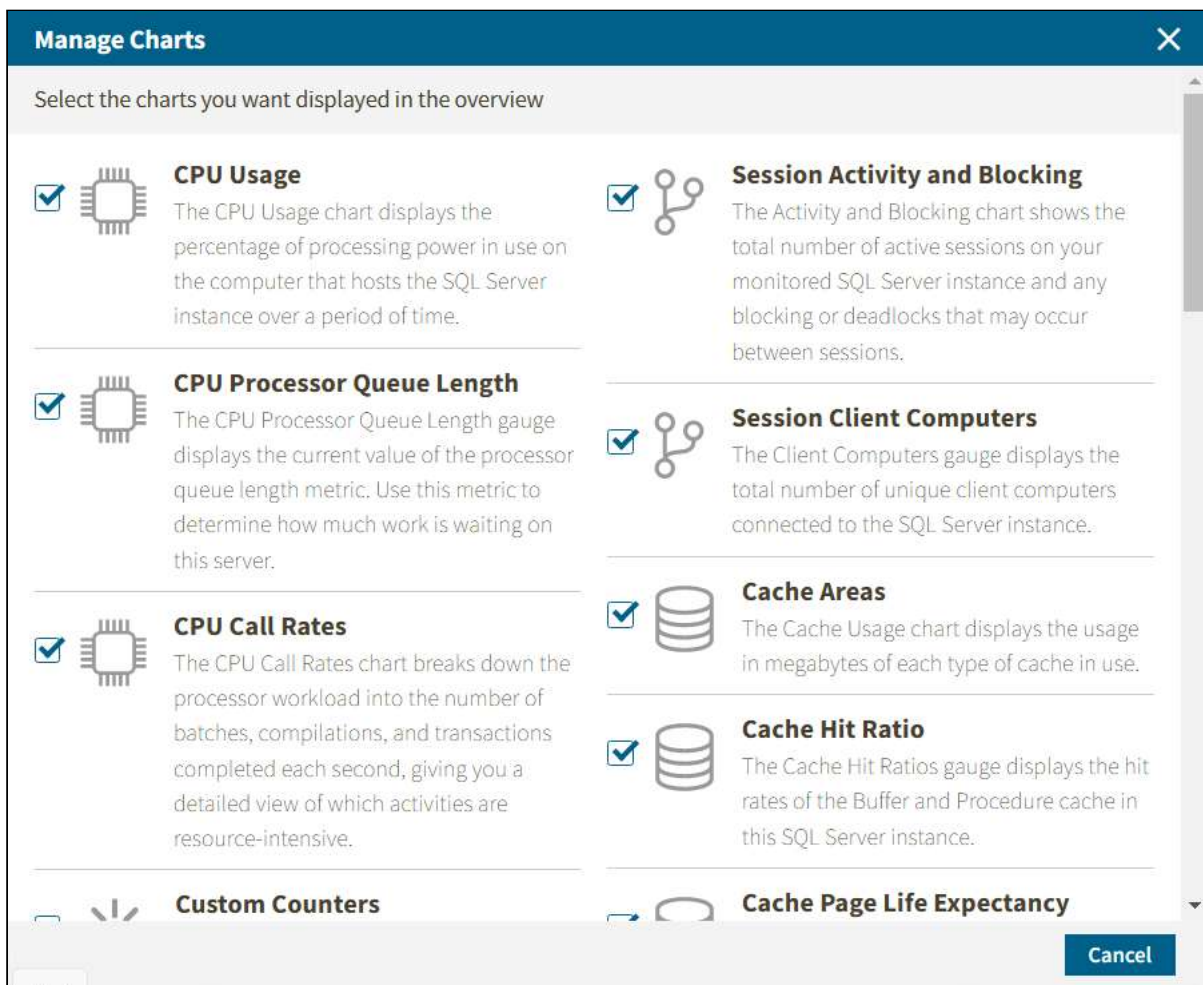 Manage Charts
Select the charts you want displayed in the overview
CPU Usage
The CPU Usage chart displays the
percentage of processing power in use on
the computer that hosts the SQL Server
instance over a period of time.
CPU Processor Queue Length
The CPU Processor Queue Length gauge
displays the current value of the processor
queue length metric. Use this metric to
determine how much work is waiting on
this server.
CPU Call Rates
The CPU Call Rates chart breaks down the
processor workload into the number of
batches, compilations, and transactions
completed each second, giving you a
detailed view of which activities are
resource-intensive.
Custom Counters
Session Activity and Blocking
The Activity and Blocking chart shows the
total number of active sessions on your
monitored SQL Server instance and any
blocking or deadlocks that may occur
between sessions.
Session Client Computers
The Client Computers gauge displays the
total number of unique client computers
connected to the SQL Server instance.
Cache Areas
The Cache Usage chart displays the usage
in megabytes of each type of cache in use.
Cache Hit Ratio
The Cache Hit Ratios gauge displays the hit
rates of the Buffer and Procedure cache in
this SQL Server instance.
Cache Page Life Expectancy
Cancel